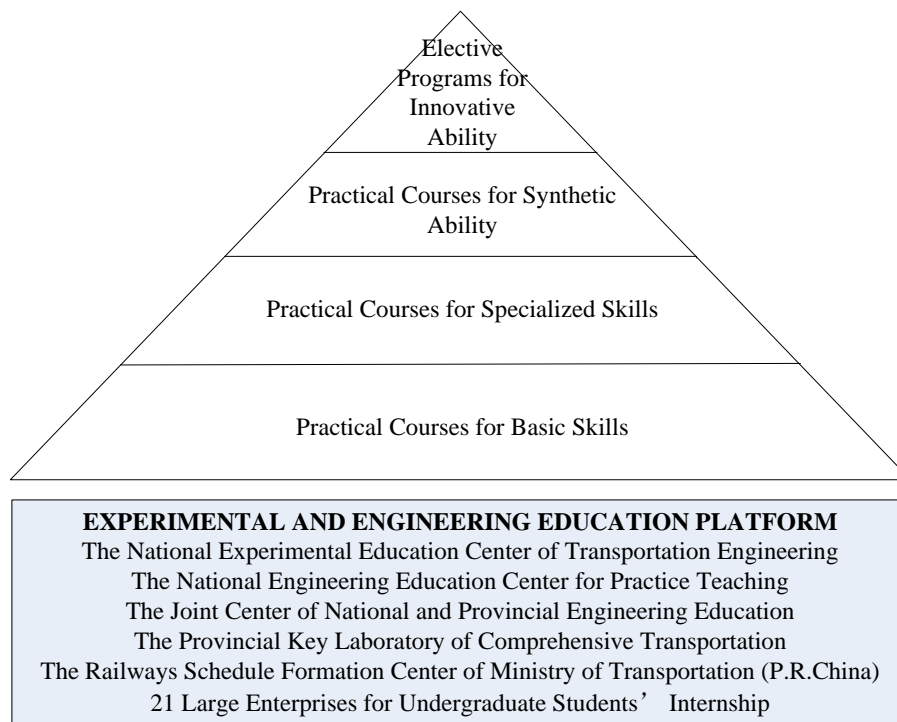 Elective
Programs for
Innovative
Ability
Practical Courses for Synthetic
Ability
Practical Courses for Specialized Skills
Practical Courses for Basic Skills
EXPERIMENTAL AND ENGINEERING EDUCATION PLATFORM
The National Experimental Education Center of Transportation Engineering
The National Engineering Education Center for Practice Teaching
The Joint Center of National and Provincial Engineering Education
The Provincial Key Laboratory of Comprehensive Transportation
The Railways Schedule Formation Center of Ministry of Transportation (P.R.China)
21 Large Enterprises for Undergraduate Students’ Internship